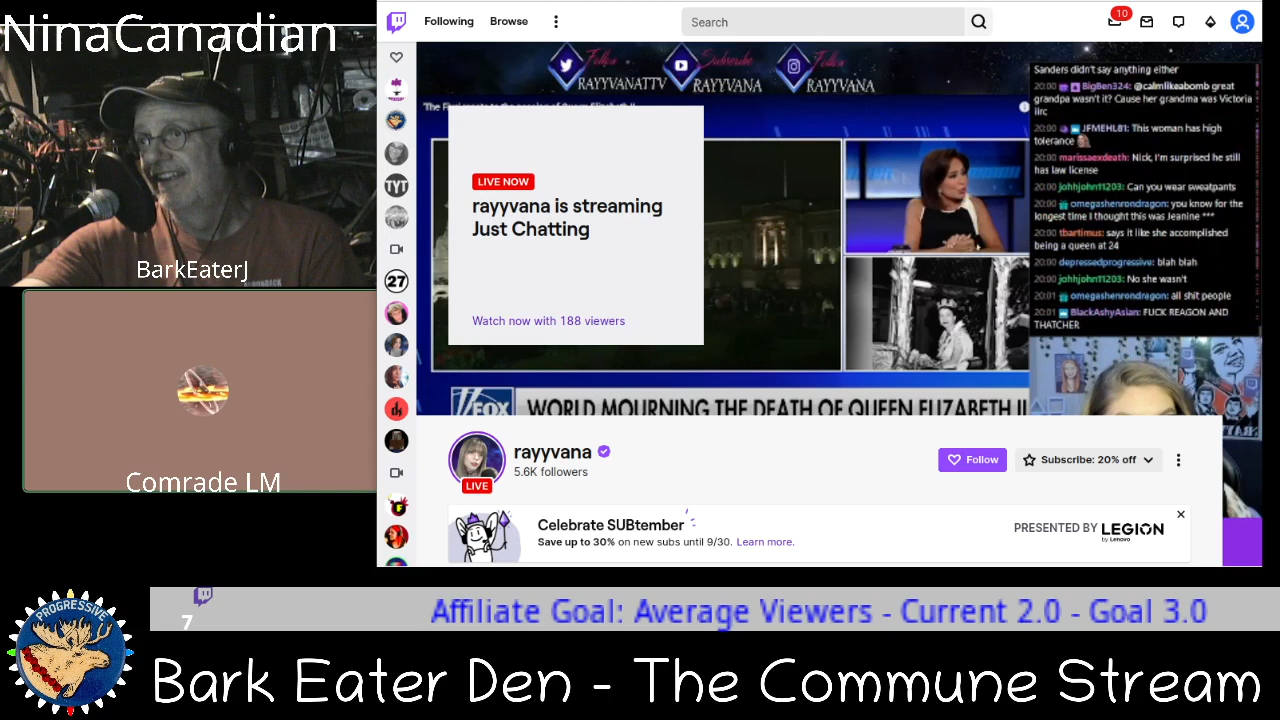 NinaCanadian
BarkEaterJ
Comrade LM
Following
Browse
Search
10
RAYYVANATTV
Subscribe
RAYYVANA
RAYYVANA
LIVE NOW
rayyvana is streaming
Just Chatting
Watch now with 188 viewers
TYT
27
Sanders didn't say anything either
20:00 BigBen324: @calmlikeabomb great
grandpa wasn't it? Cause her grandma was Victoria
iirc
20:00 JFMEHL81: This woman has high
tolerance
20:00 marissaexdeath: Nick, I'm surprised he still
has law license
20:00 johhjohn11203: Can you wear sweatpants
20:00 omegashenrondragon: you know for the
longest time I thought this was Jeanine ***
20:00 tbartimus: says it like she accomplished
being a queen at 24
20:00 depressedprogressive: blah blah
20:00 johhjohn11203: No she wasn't
20:01 omegashenrondragon: all shit people
20:01 BlackAshyAsian: FUCK REAGON AND
THATCHER
FOX
WORLD MOURNING THE DEATH OF QUEEN ELIZABETH II
rayyvana
5.6K followers
LIVE
Follow
Subscribe: 20% off
Celebrate SUBtember
Save up to 30% on new subs until 9/30. Learn more.
PRESENTED BY LEGION
by Lenovo
7
Affiliate Goal: Average Viewers - Current 2.0 - Goal 3.0
PROGRESSIVE
Bark Eater Den - The Commune Stream